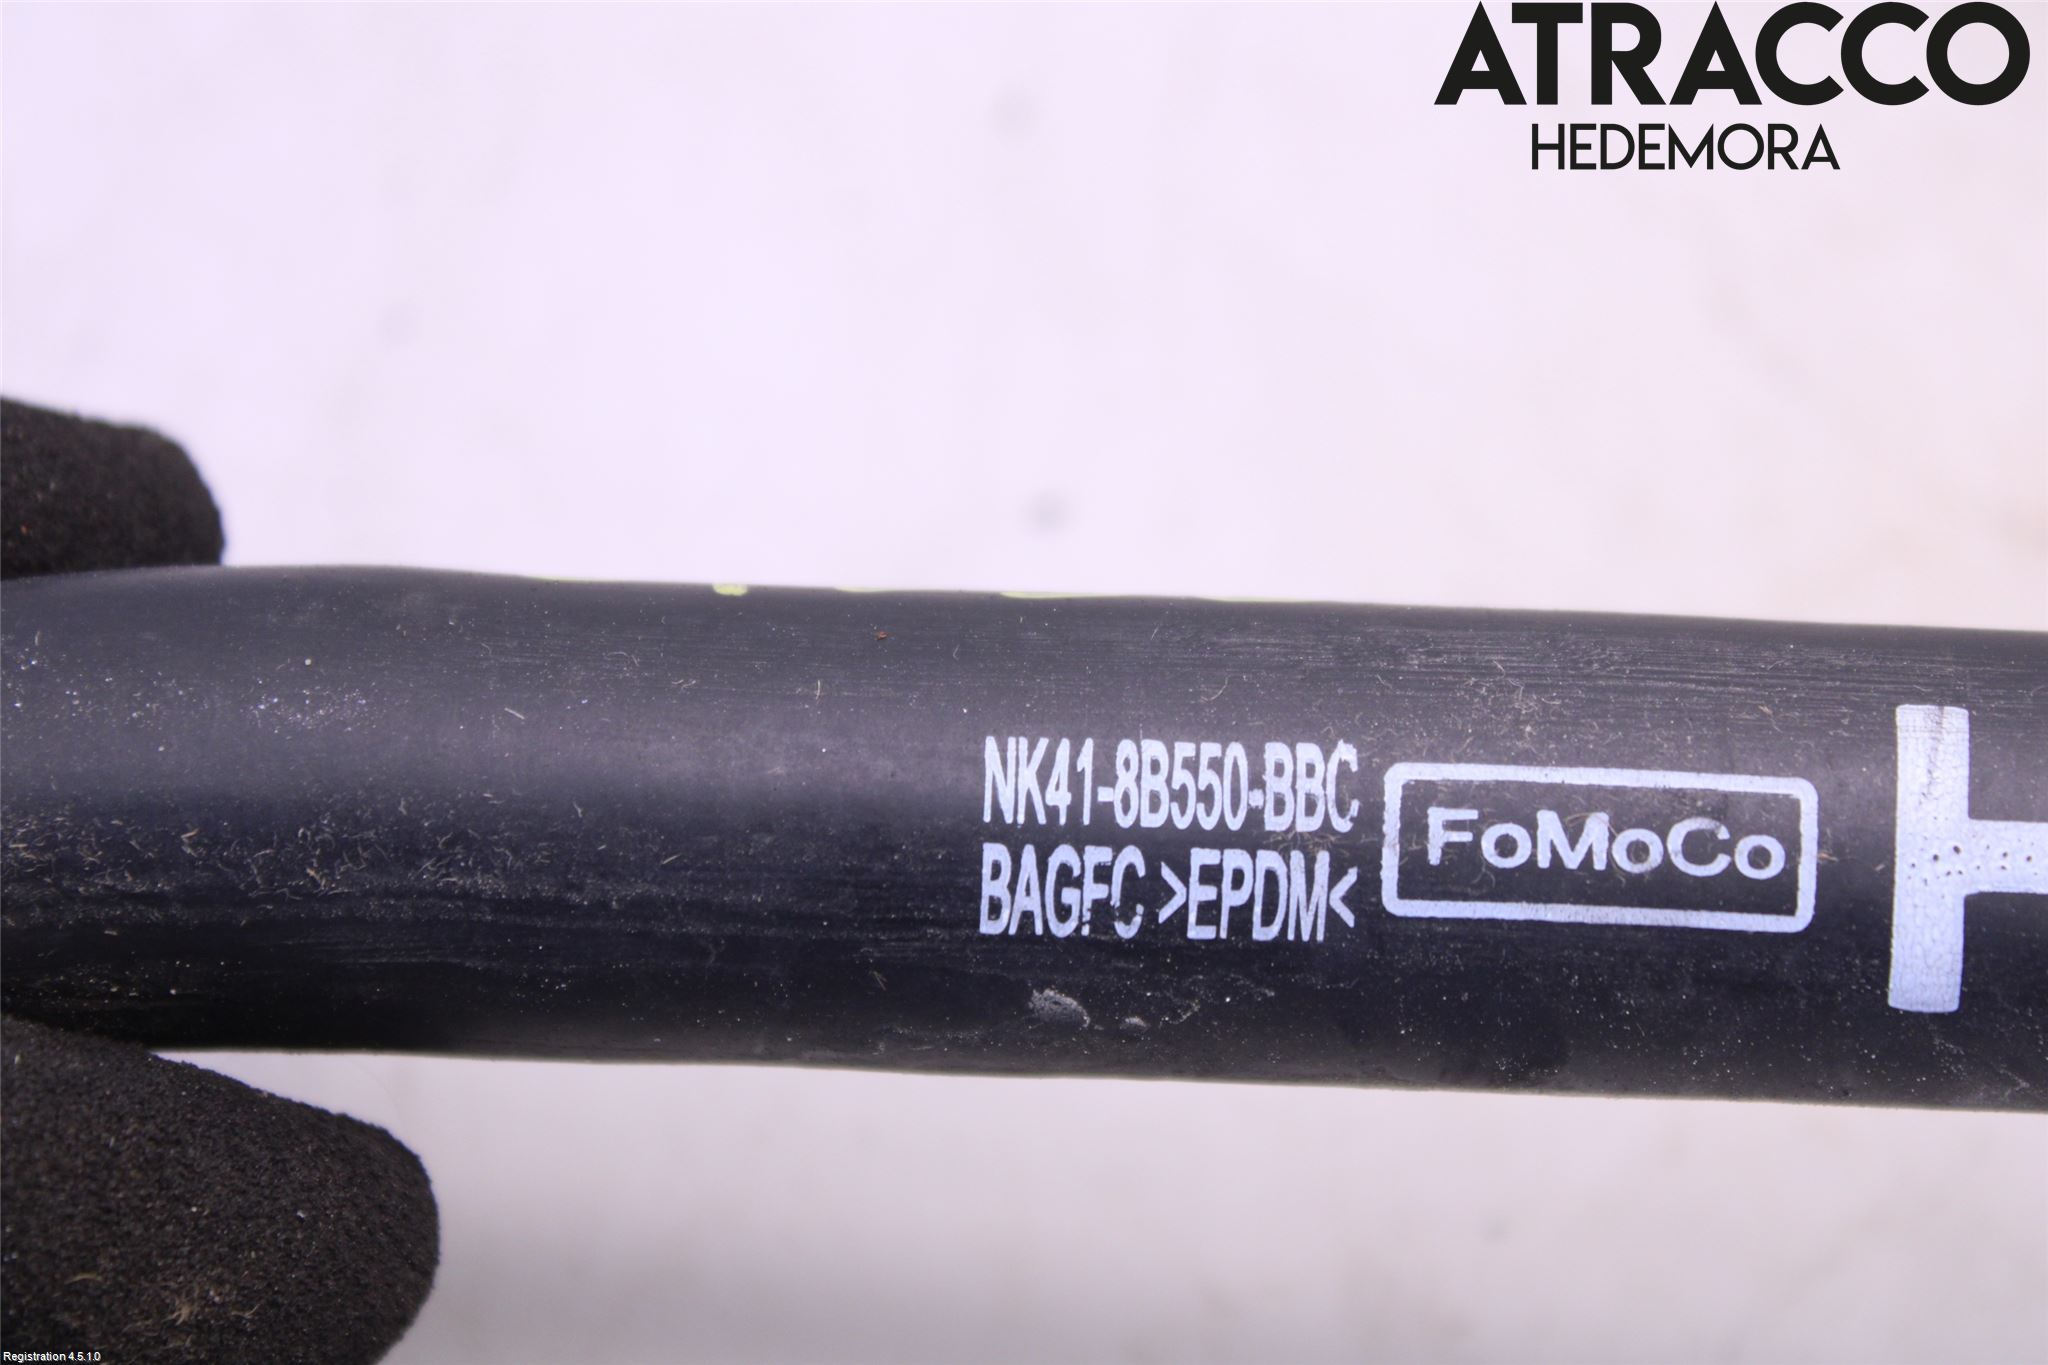 ATRACCO
HEDEMORA
NK41-8B550-BBC
BAGFC >EPDM<
FoMoCo
Registration 4.5.1.0